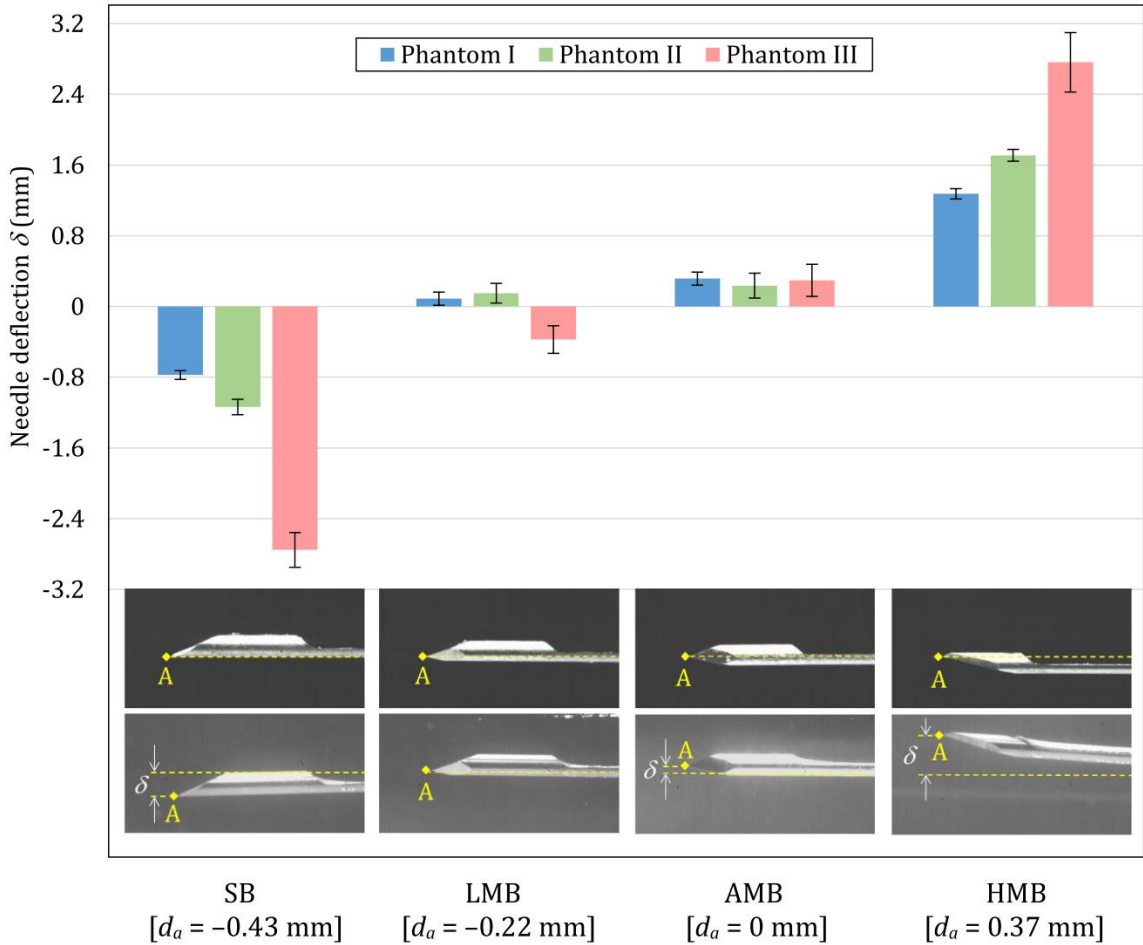 3.2
Phantom I Phantom II Phantom III
2.4
1.6
0.8
0
-0.8
-1.6
-2.4
-3.2
Needle deflection δ (mm)
A A A A
δ A A δ A δ A
SB LMB AMB HMB
[dₐ = −0.43 mm] [dₐ = −0.22 mm] [dₐ = 0 mm] [dₐ = 0.37 mm]